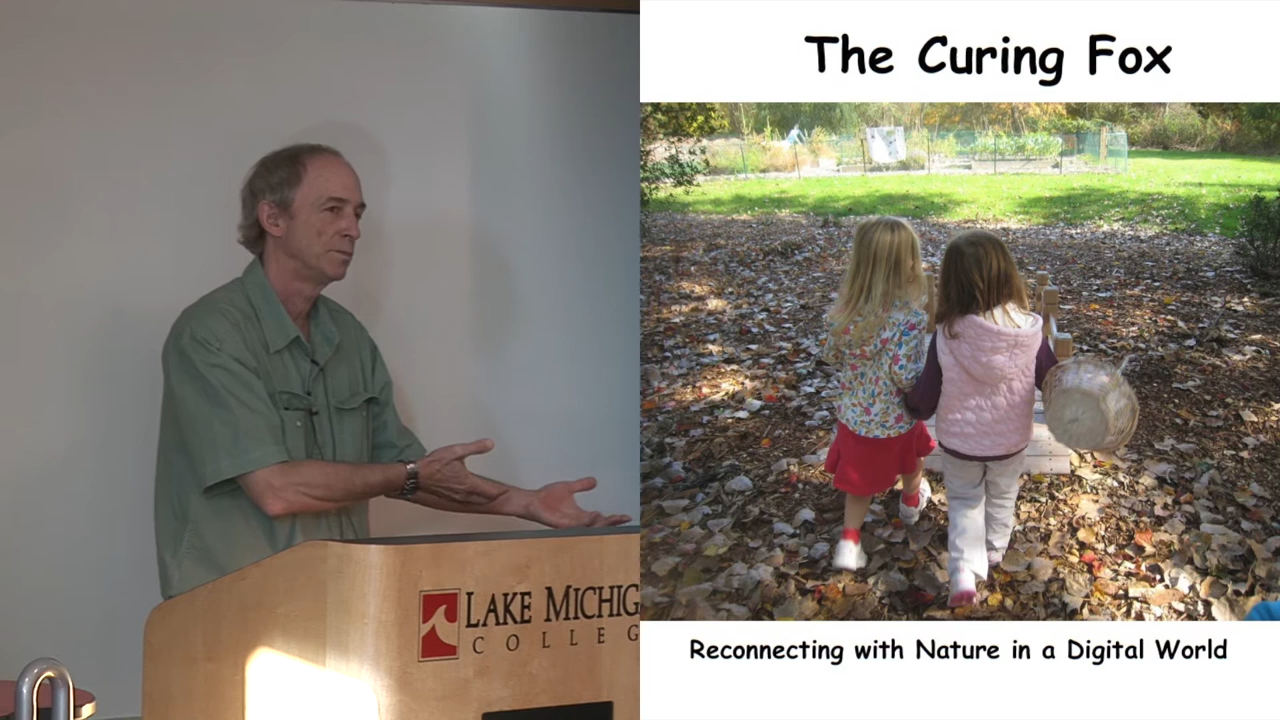 The Curing Fox
LAKE MICHIG
COLLEG
Reconnecting with Nature in a Digital World